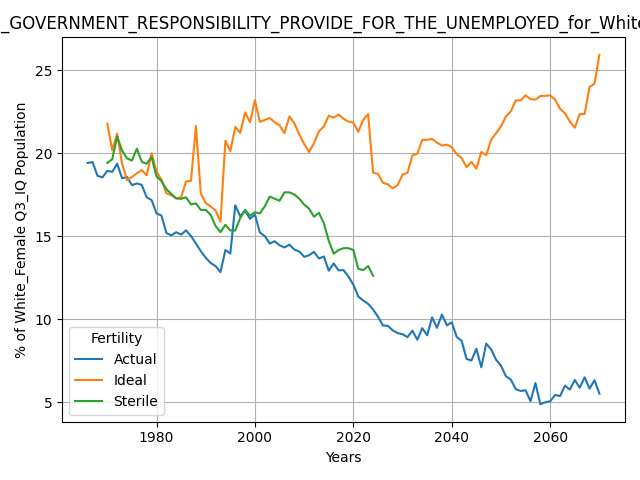 _GOVERNMENT_RESPONSIBILITY_PROVIDE_FOR_THE_UNEMPLOYED_for_White
% of White_Female Q3_IQ Population
25
20
15
10
5
Fertility
Actual
Ideal
Sterile
1980
2000
2020
2040
2060
Years